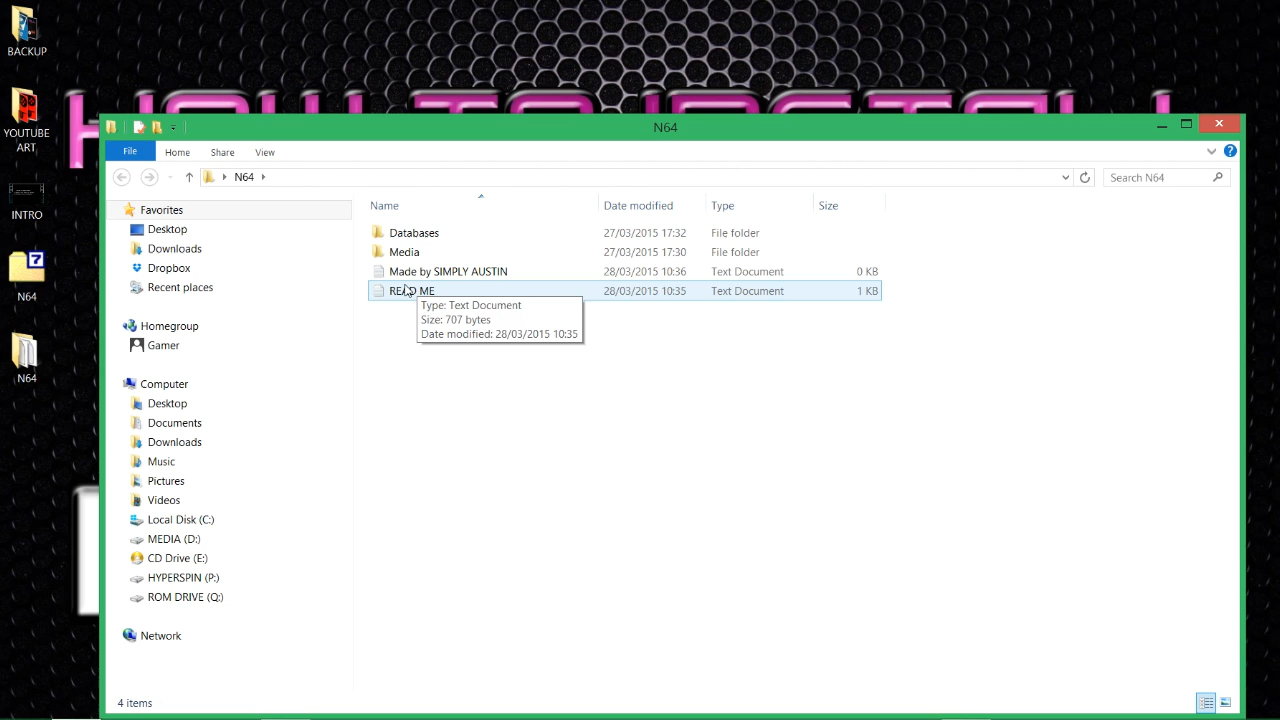 BACKUP
YOUTUBE
ART
INTRO
7
N64
N64
N64
File
Home
Share
View
N64
Search N64
Favorites
Desktop
Downloads
Dropbox
Recent places
Homegroup
Gamer
Computer
Desktop
Documents
Downloads
Music
Pictures
Videos
Local Disk (C:)
MEDIA (D:)
CD Drive (E:)
HYPERSPIN (P:)
ROM DRIVE (Q:)
Network
Name Date modified Type Size
Databases 27/03/2015 17:32 File folder
Media 27/03/2015 17:30 File folder
Made by SIMPLY AUSTIN 28/03/2015 10:36 Text Document 0 KB
READ ME 28/03/2015 10:35 Text Document 1 KB
Type: Text Document
Size: 707 bytes
Date modified: 28/03/2015 10:35
4 items